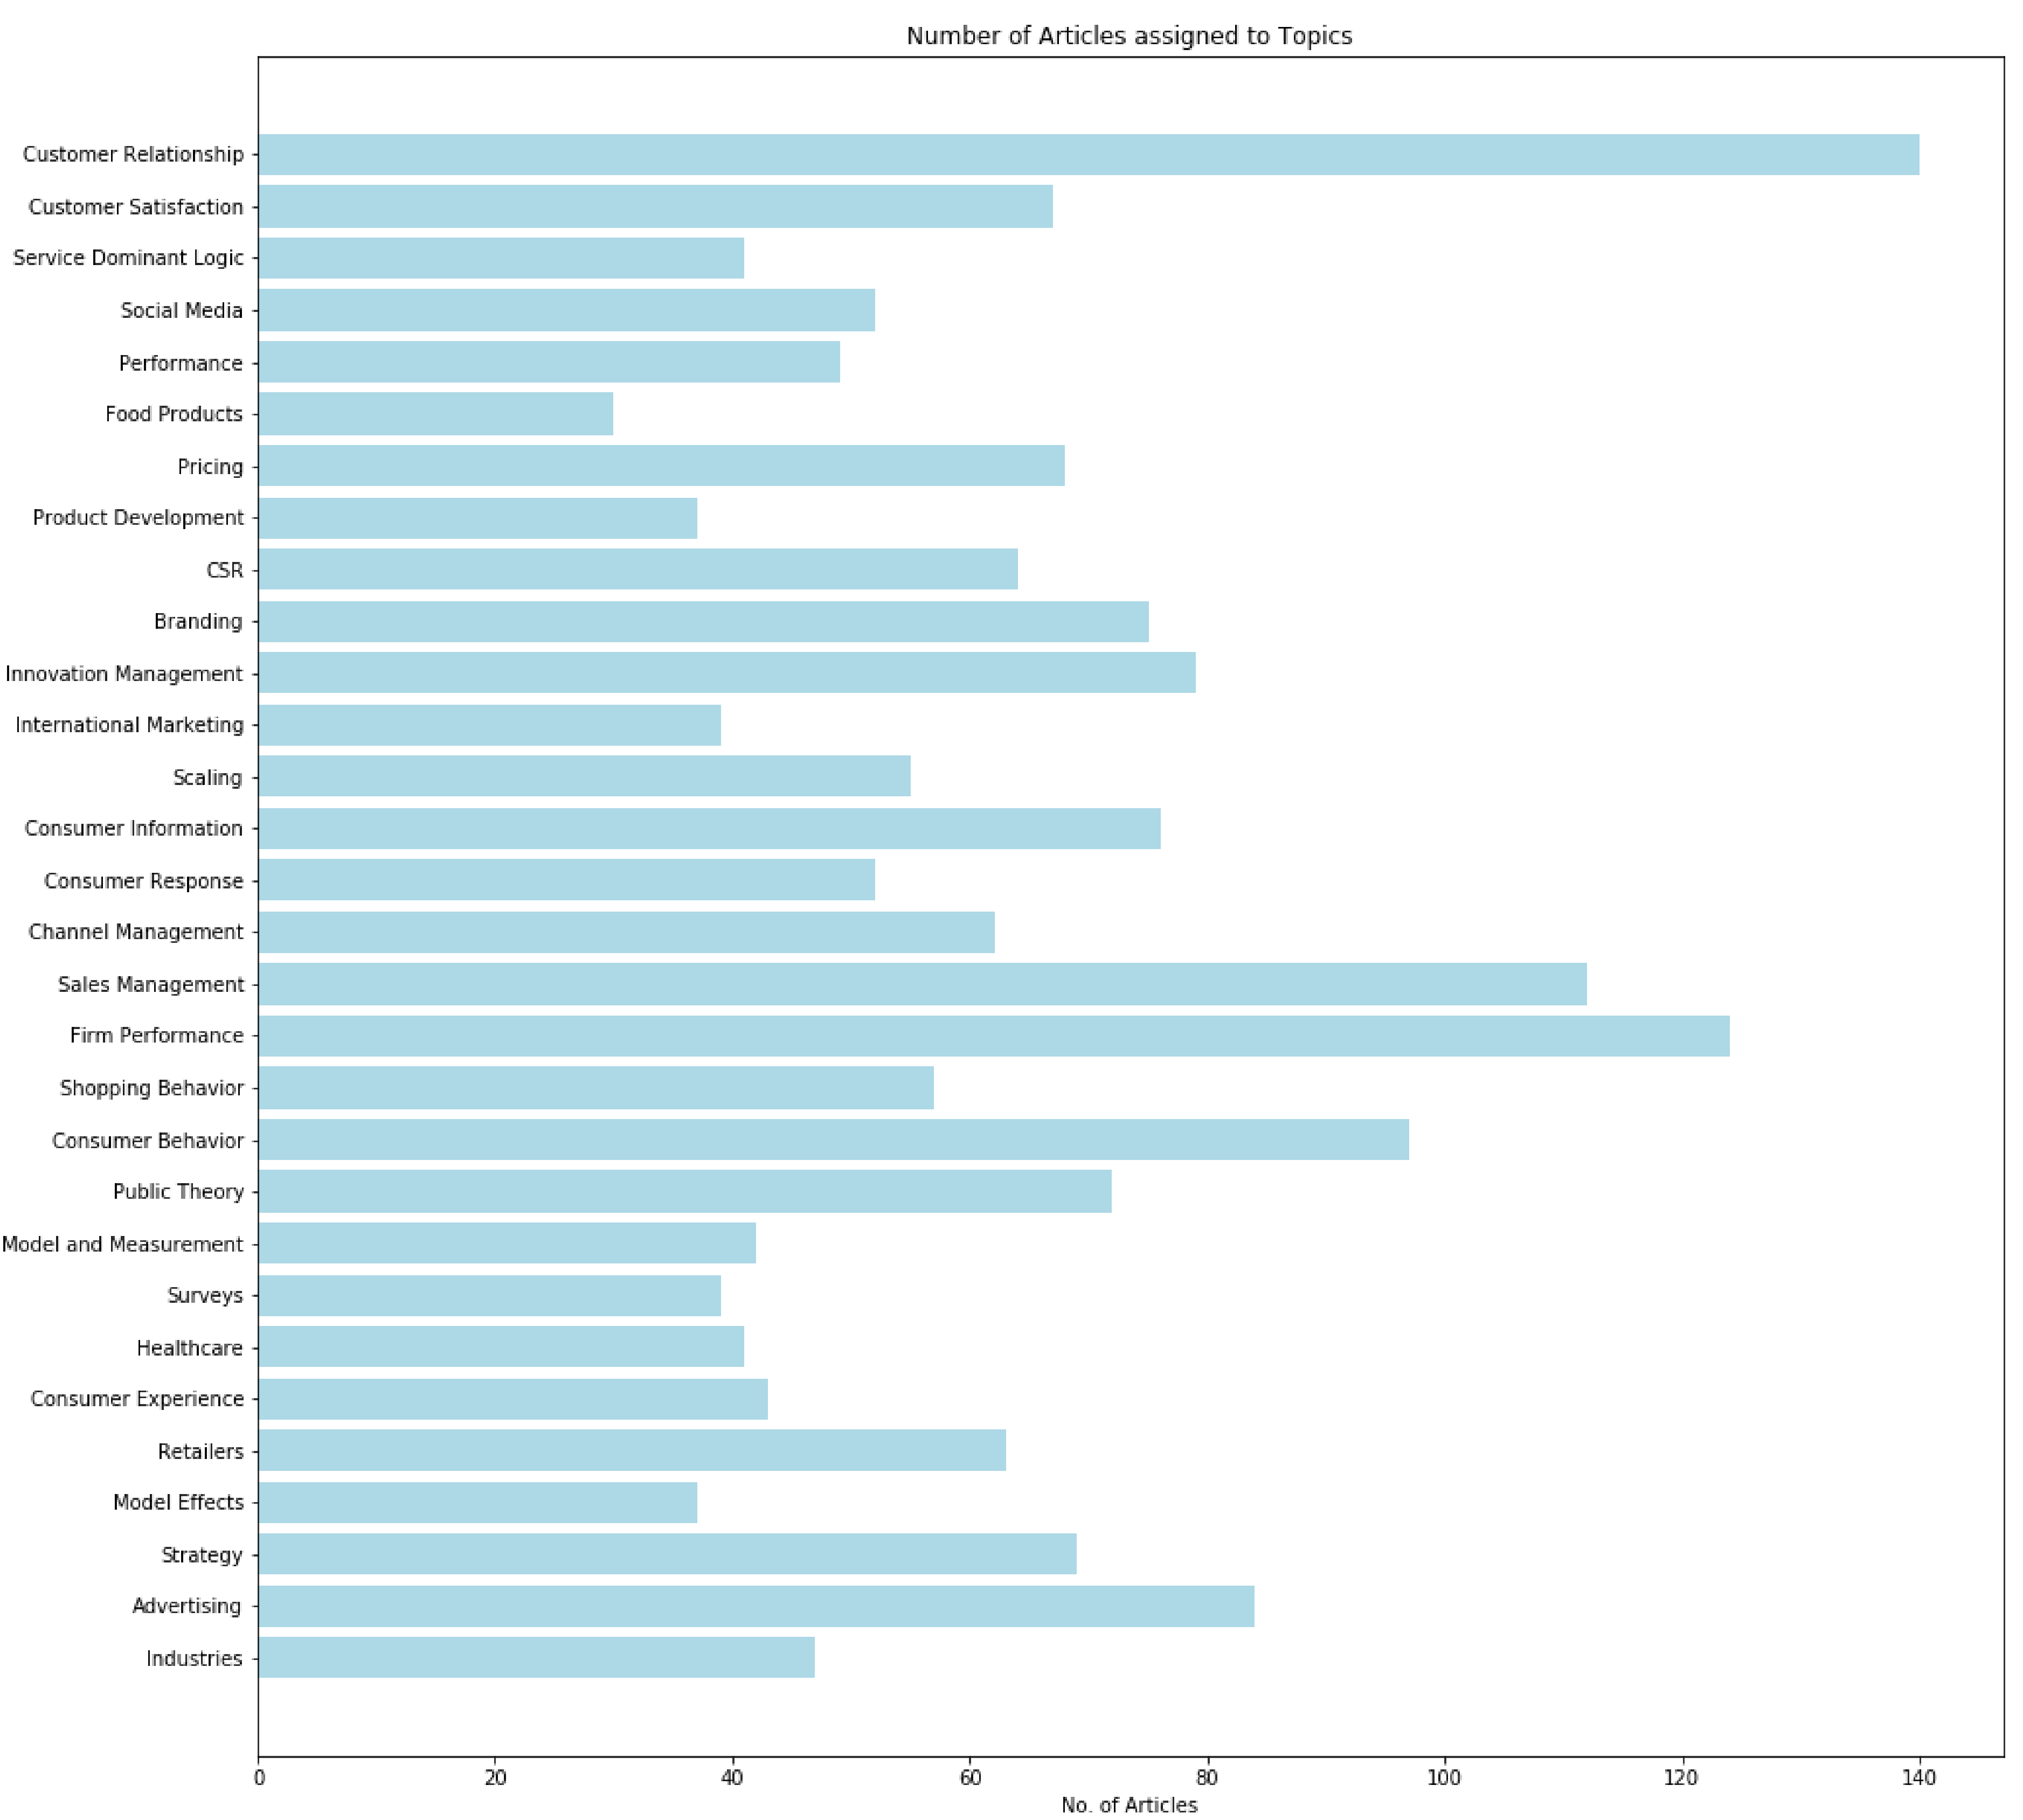 Number of Articles assigned to Topics
Customer Relationship
Customer Satisfaction
Service Dominant Logic
Social Media
Performance
Food Products
Pricing
Product Development
CSR
Branding
Innovation Management
International Marketing
Scaling
Consumer Information
Consumer Response
Channel Management
Sales Management
Firm Performance
Shopping Behavior
Consumer Behavior
Public Theory
Model and Measurement
Surveys
Healthcare
Consumer Experience
Retailers
Model Effects
Strategy
Advertising
Industries
0 20 40 60 80 100 120 140
No. of Articles